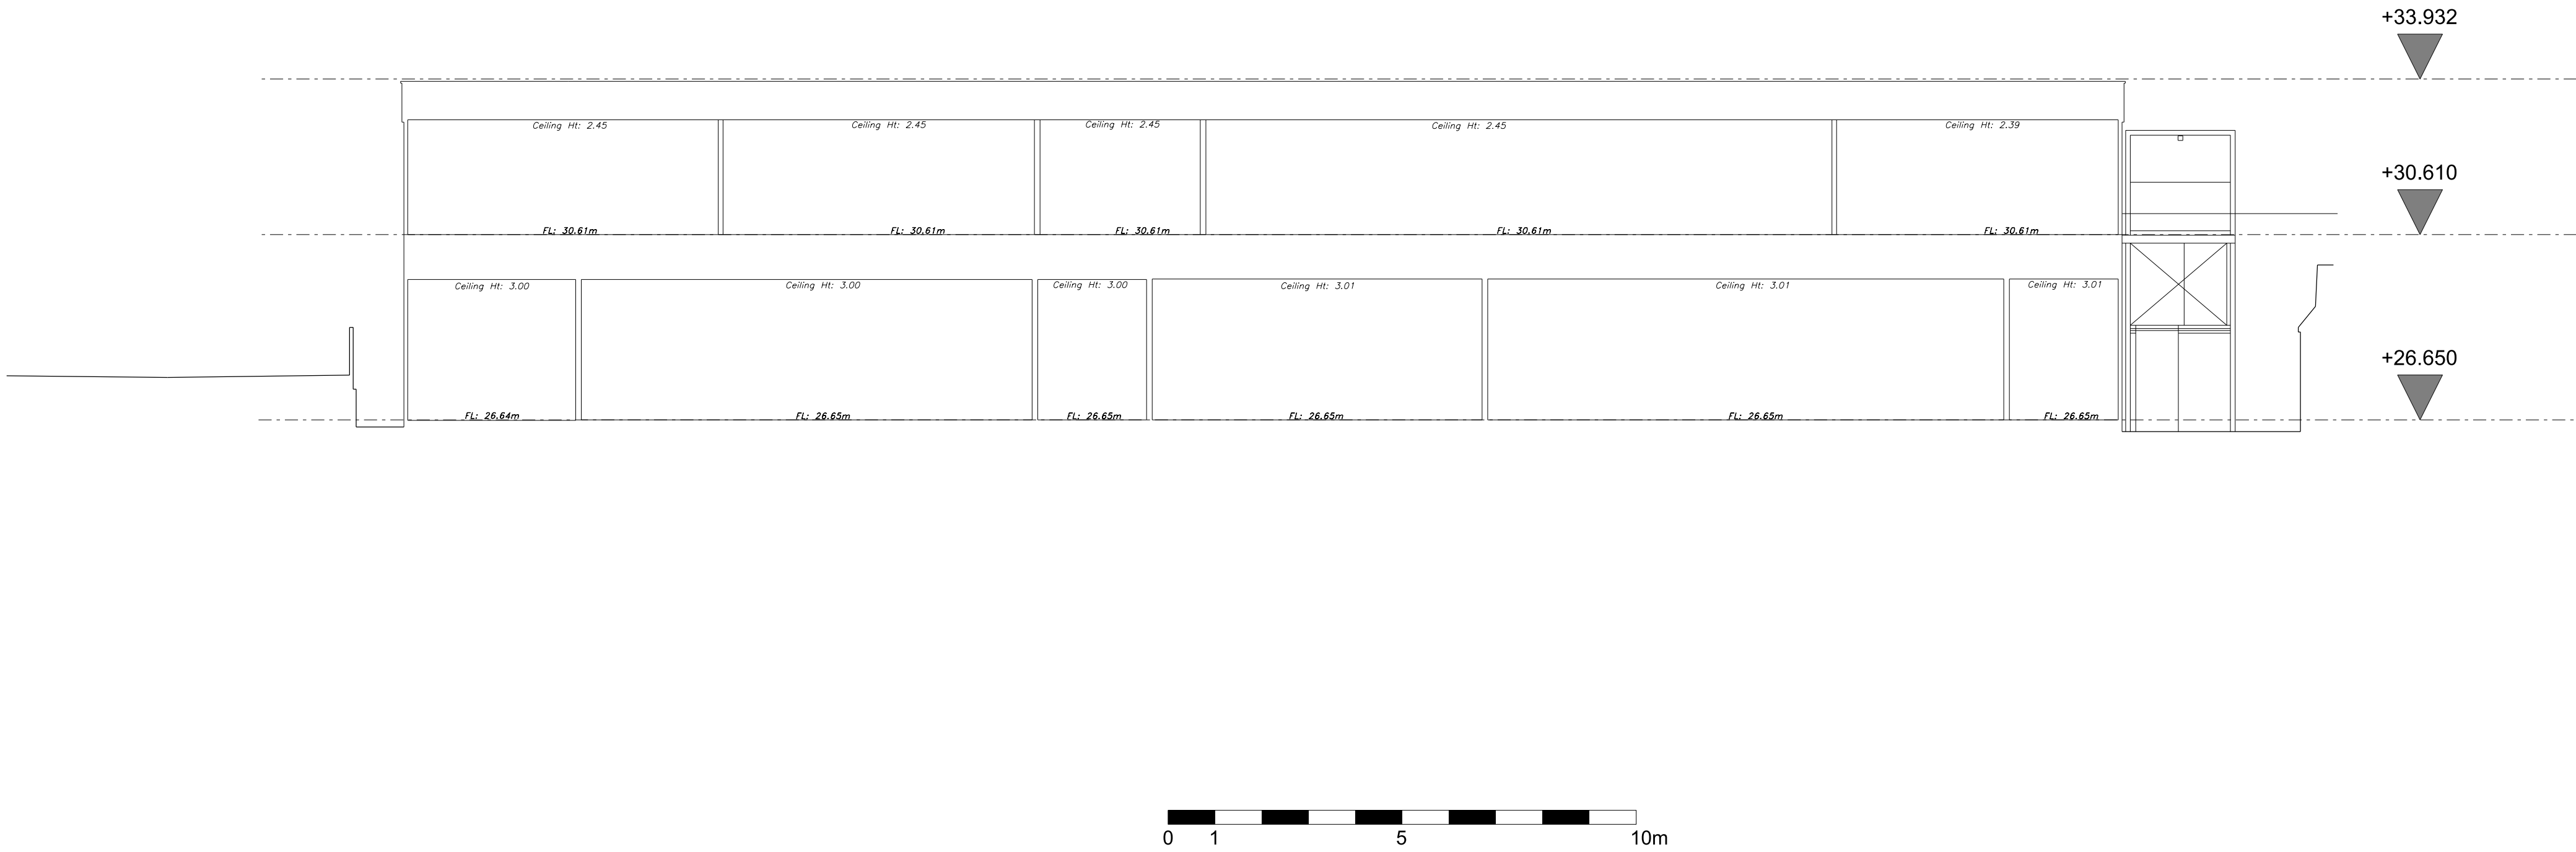 +33.932
Ceiling Ht: 2.45
Ceiling Ht: 2.45
Ceiling Ht: 2.45
Ceiling Ht: 2.45
Ceiling Ht: 2.39
+30.610
FL: 30.61m
FL: 30.61m
FL: 30.61m
FL: 30.61m
FL: 30.61m
Ceiling Ht: 3.00
Ceiling Ht: 3.00
Ceiling Ht: 3.00
Ceiling Ht: 3.01
Ceiling Ht: 3.01
Ceiling Ht: 3.01
+26.650
FL: 26.64m
FL: 26.65m
FL: 26.65m
FL: 26.65m
FL: 26.65m
FL: 26.65m
0 1 5 10m